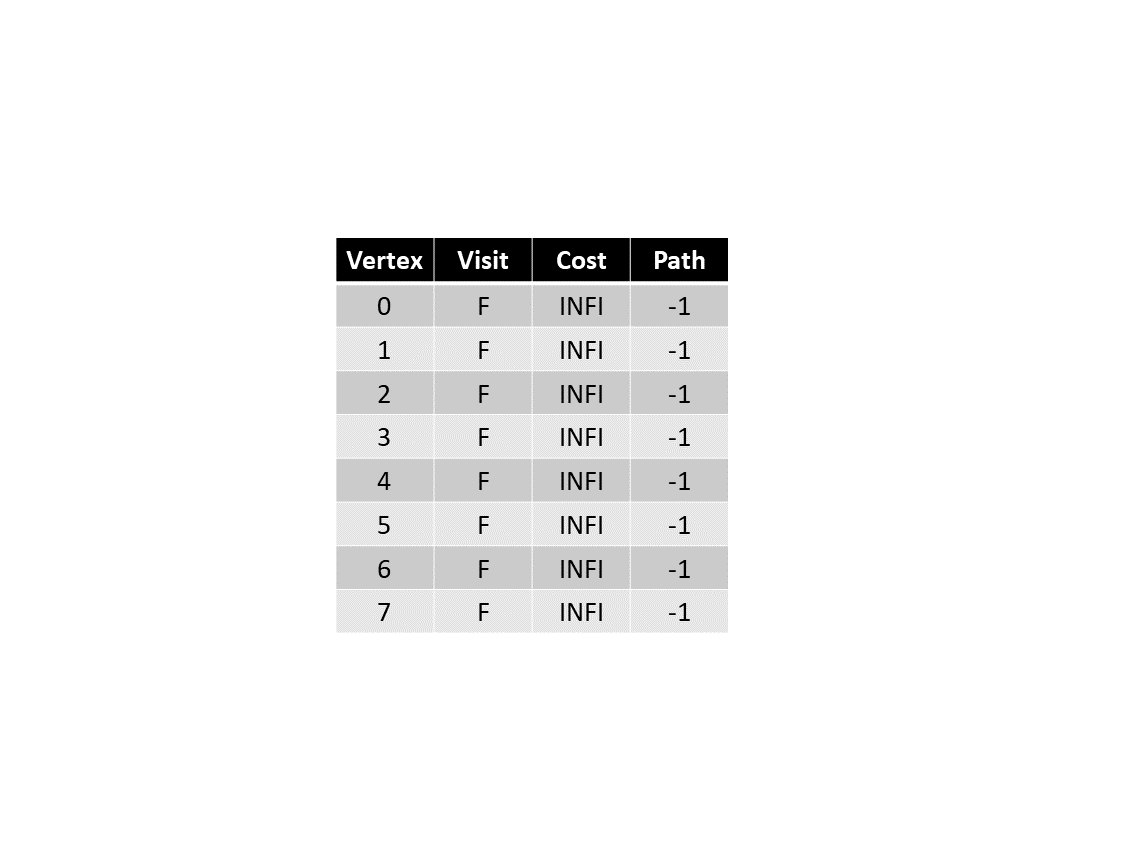 Vertex Visit Cost Path
0 F INFI -1
1 F INFI -1
2 F INFI -1
3 F INFI -1
4 F INFI -1
5 F INFI -1
6 F INFI -1
7 F INFI -1